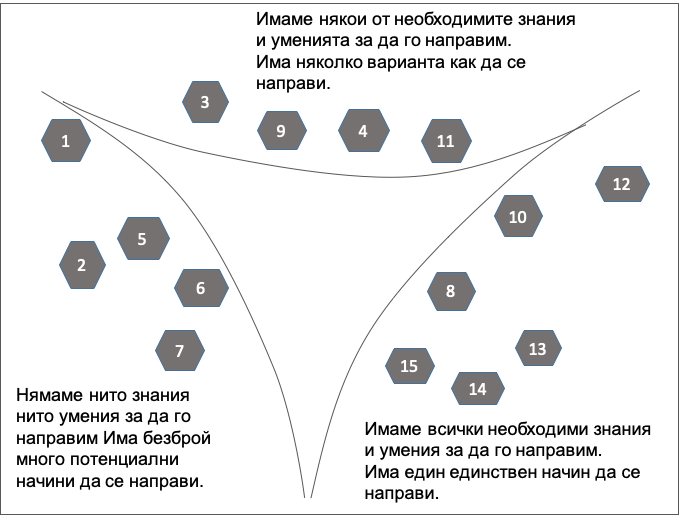 Имаме някои от необходимите знания
и уменията за да го направим.
Има няколко варианта как да се
направи.
3
9
4
11
1
12
10
5
2
6
8
7
13
15
14
Нямаме нито знания
нито умения за да го
направим Има безброй
много потенциални
начини да се направи.
Имаме всички необходими знания
и умения за да го направим.
Има един единствен начин да се
направи.